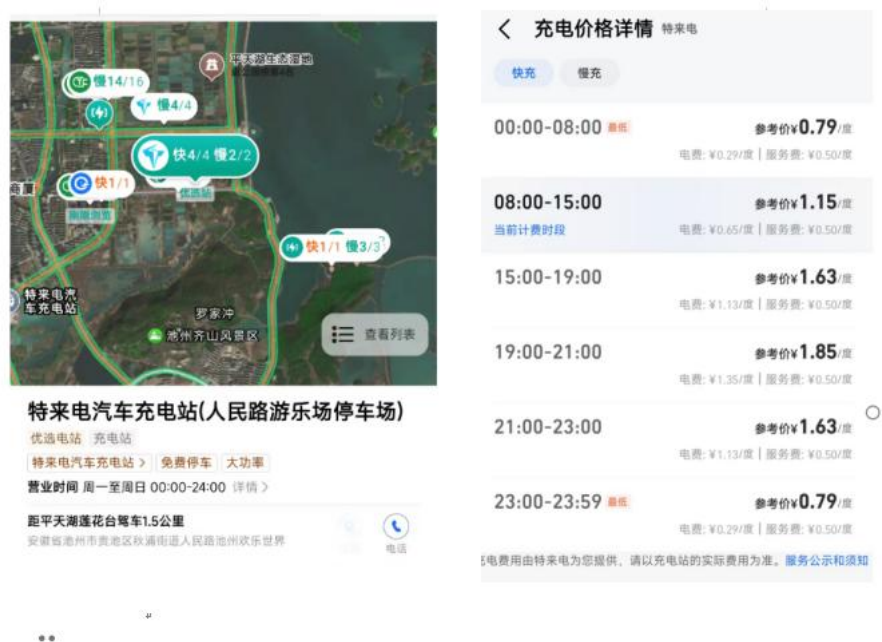 平天湖生态湿地
慢14/16
慢4/4
快4/4 慢2/2
优选站
商厦
快1/1
快1/1 慢3/3
特来电汽
车充电站
罗家冲
池州齐山风景区
查看列表
特来电汽车充电站(人民路游乐场停车场)
优选电站 充电站
特来电汽车充电站 > 免费停车 大功率
营业时间 周一至周日 00:00-24:00 详情 >
距平天湖莲花台驾车1.5公里
安徽省池州市贵池区秋浦街道人民路池州欢乐世界
电话
充电价格详情 特来电
快充 慢充
00:00-08:00 最低 参考价¥0.79/度
电费: ¥0.29/度 | 服务费: ¥0.50/度
08:00-15:00 参考价¥1.15/度
当前计费时段 电费: ¥0.65/度 | 服务费: ¥0.50/度
15:00-19:00 参考价¥1.63/度
电费: ¥1.13/度 | 服务费: ¥0.50/度
19:00-21:00 参考价¥1.85/度
电费: ¥1.35/度 | 服务费: ¥0.50/度
21:00-23:00 参考价¥1.63/度
电费: ¥1.13/度 | 服务费: ¥0.50/度
23:00-23:59 最低 参考价¥0.79/度
电费: ¥0.29/度 | 服务费: ¥0.50/度
电费用由特来电为您提供，请以充电站的实际费用为准。服务公示和须知